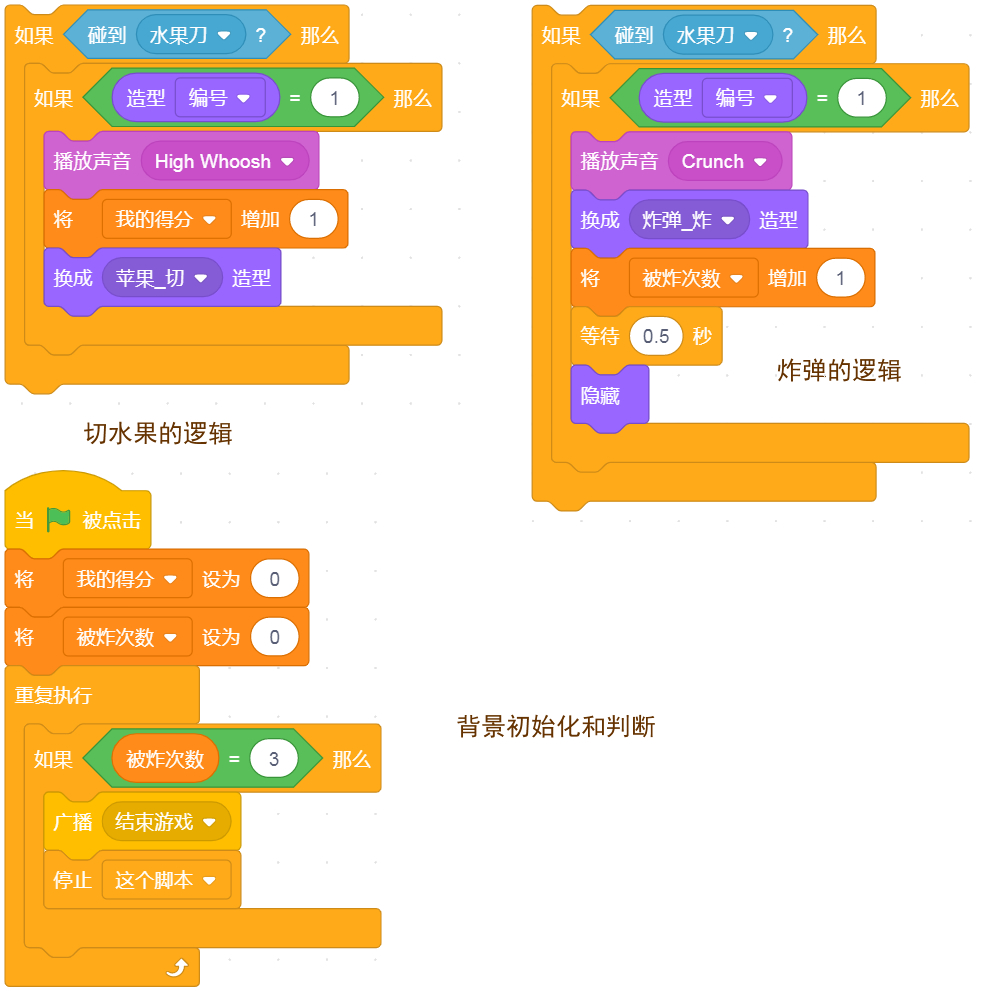 如果 碰到 水果刀 ? 那么
如果 造型 编号 = 1 那么
播放声音 High Whoosh
将 我的得分 增加 1
换成 苹果_切 造型
切水果的逻辑
如果 碰到 水果刀 ? 那么
如果 造型 编号 = 1 那么
播放声音 Crunch
换成 炸弹_炸 造型
将 被炸次数 增加 1
等待 0.5 秒
隐藏
炸弹的逻辑
当 被点击
将 我的得分 设为 0
将 被炸次数 设为 0
重复执行
如果 被炸次数 = 3 那么
广播 结束游戏
停止 这个脚本
背景初始化和判断